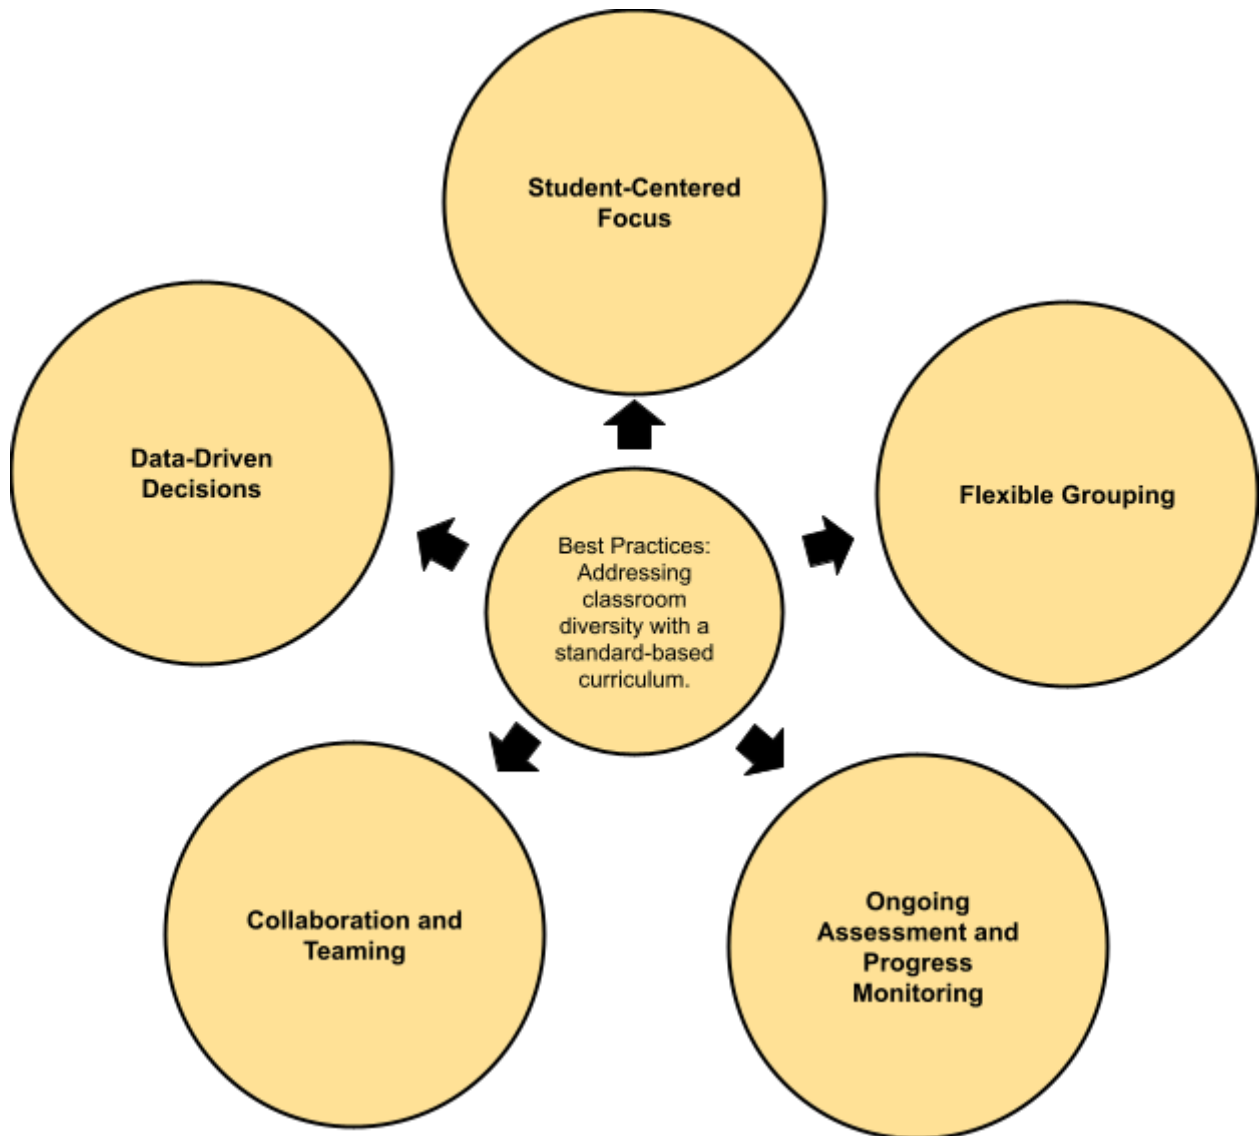 Student-Centered
Focus
Data-Driven
Decisions
Flexible Grouping
Best Practices:
Addressing
classroom
diversity with a
standard-based
curriculum.
Collaboration and
Teaming
Ongoing
Assessment and
Progress
Monitoring